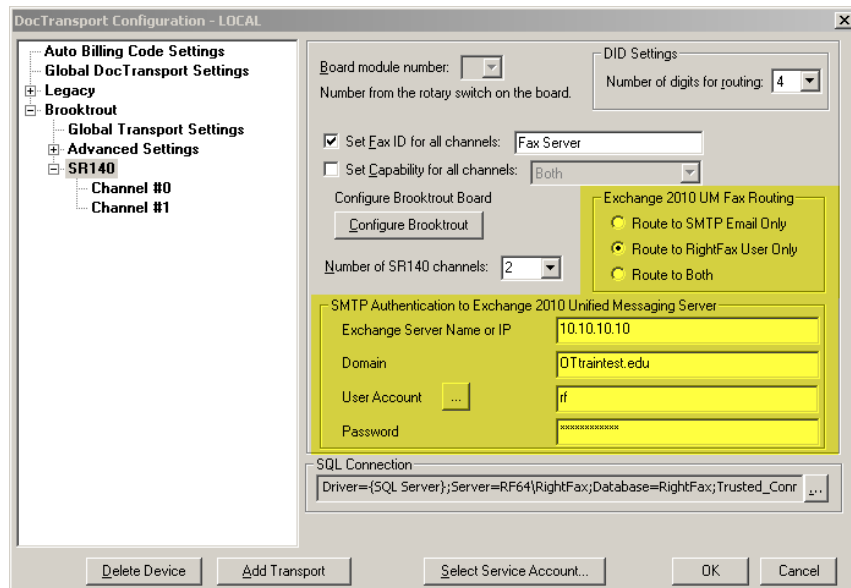 DocTransport Configuration - LOCAL
Auto Billing Code Settings
Global DocTransport Settings
Legacy
Brooktrout
Global Transport Settings
Advanced Settings
SR140
Channel #0
Channel #1
Board module number:
Number from the rotary switch on the board.
DID Settings
Number of digits for routing: 4
Set Fax ID for all channels: Fax Server
Set Capability for all channels: Both
Configure Brooktrout Board
Configure Brooktrout
Number of SR140 channels: 2
Exchange 2010 UM Fax Routing
Route to SMTP Email Only
Route to RightFax User Only
Route to Both
SMTP Authentication to Exchange 2010 Unified Messaging Server
Exchange Server Name or IP 10.10.10.10
Domain OTtraintest.edu
User Account ... rf
Password xxxxxxxxxxxx
SQL Connection
Driver={SQL Server};Server=RF64\RightFax;Database=RightFax;Trusted_Conr ...
Delete Device Add Transport Select Service Account... OK Cancel